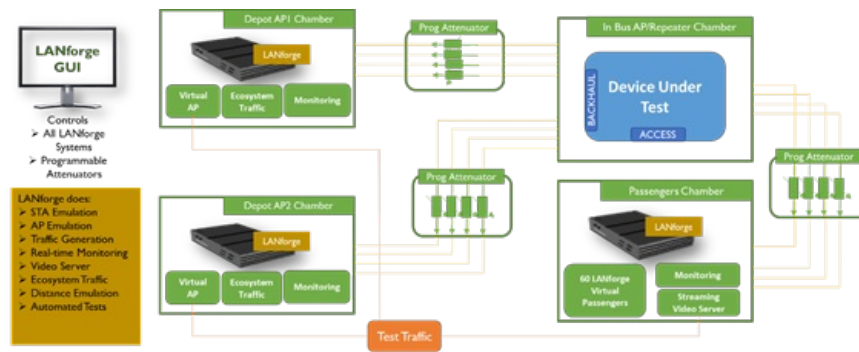 LANforge
GUI
Controls
➤ All LANforge
Systems
➤ Programmable
Attenuators
LANforge does:
➤ STA Emulation
➤ AP Emulation
➤ Traffic Generation
➤ Real-time Monitoring
➤ Video Server
➤ Ecosystem Traffic
➤ Distance Emulation
➤ Automated Tests
Depot AP1 Chamber
LANforge
Virtual
AP
Ecosystem
Traffic
Monitoring
Prog Attenuator
In Bus AP/Repeater Chamber
Device Under
Test
BACKHAUL
ACCESS
Prog Attenuator
Prog Attenuator
Depot AP2 Chamber
LANforge
Virtual
AP
Ecosystem
Traffic
Monitoring
Passengers Chamber
LANforge
60 LANforge
Virtual
Passengers
Monitoring
Streaming
Video Server
Test Traffic